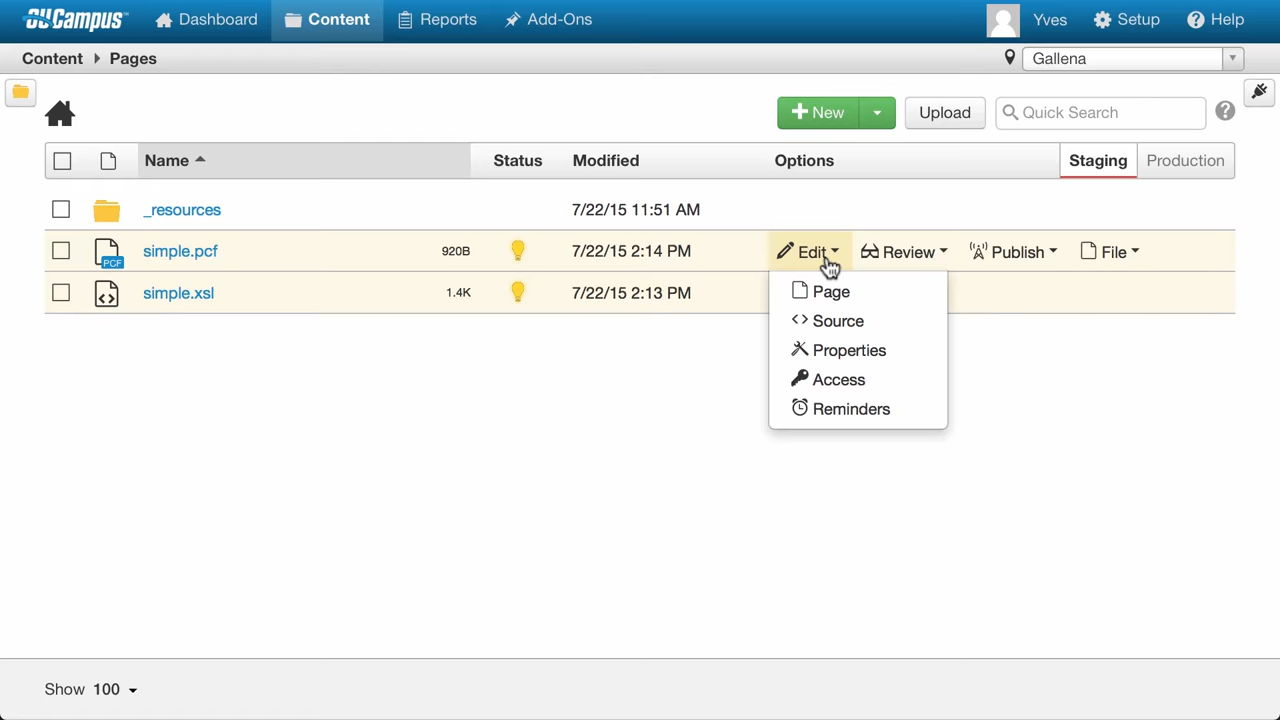 OU Campus™ Dashboard Content Reports Add-Ons Yves Setup Help
Content Pages Gallena
New Upload Quick Search
Name Status Modified Options Staging Production
_resources 7/22/15 11:51 AM
simple.pcf 920B 7/22/15 2:14 PM Edit Review Publish File
PCF
simple.xsl 1.4K 7/22/15 2:13 PM
Page
Source
Properties
Access
Reminders
Show 100